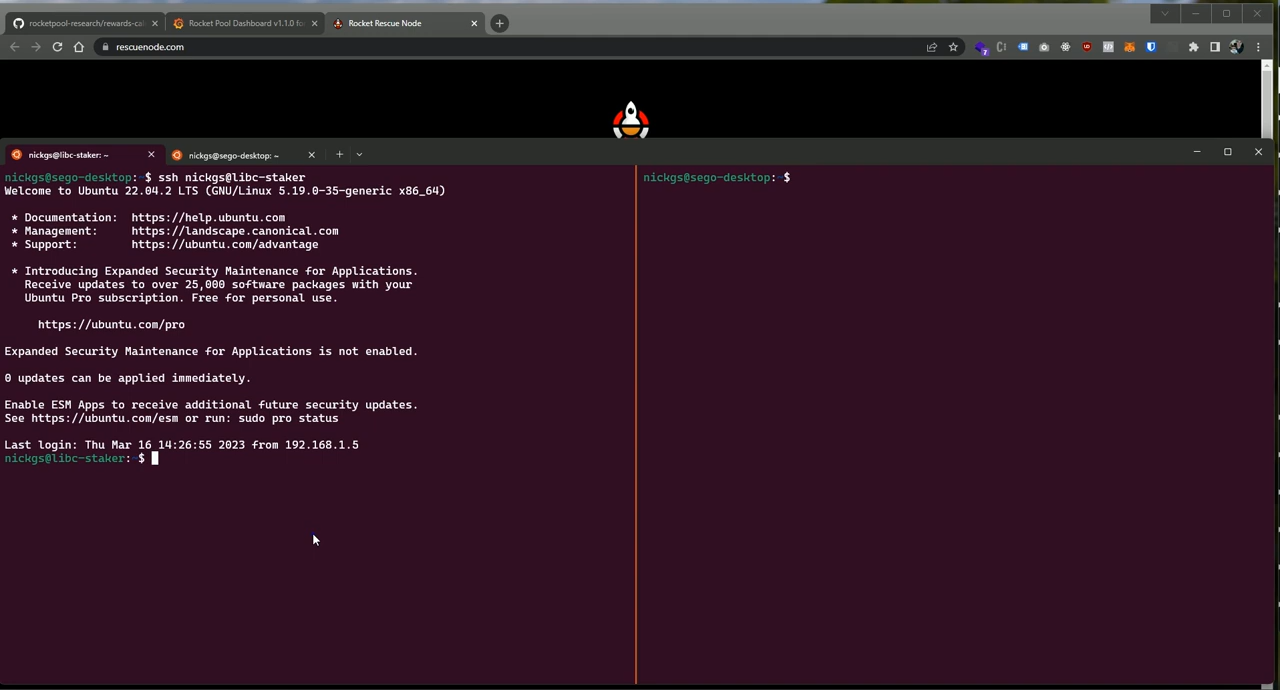 rocketpool-research/rewards-cal
Rocket Pool Dashboard v1.1.0 fo
Rocket Rescue Node
rescuenode.com
7
nickgs@libc-staker: ~
nickgs@sego-desktop: ~
nickgs@sego-desktop:~$ ssh nickgs@libc-staker
Welcome to Ubuntu 22.04.2 LTS (GNU/Linux 5.19.0-35-generic x86_64)
* Documentation: https://help.ubuntu.com
* Management: https://landscape.canonical.com
* Support: https://ubuntu.com/advantage
* Introducing Expanded Security Maintenance for Applications.
Receive updates to over 25,000 software packages with your
Ubuntu Pro subscription. Free for personal use.
https://ubuntu.com/pro
Expanded Security Maintenance for Applications is not enabled.
0 updates can be applied immediately.
Enable ESM Apps to receive additional future security updates.
See https://ubuntu.com/esm or run: sudo pro status
Last login: Thu Mar 16 14:26:55 2023 from 192.168.1.5
nickgs@libc-staker:~$
nickgs@sego-desktop:~$